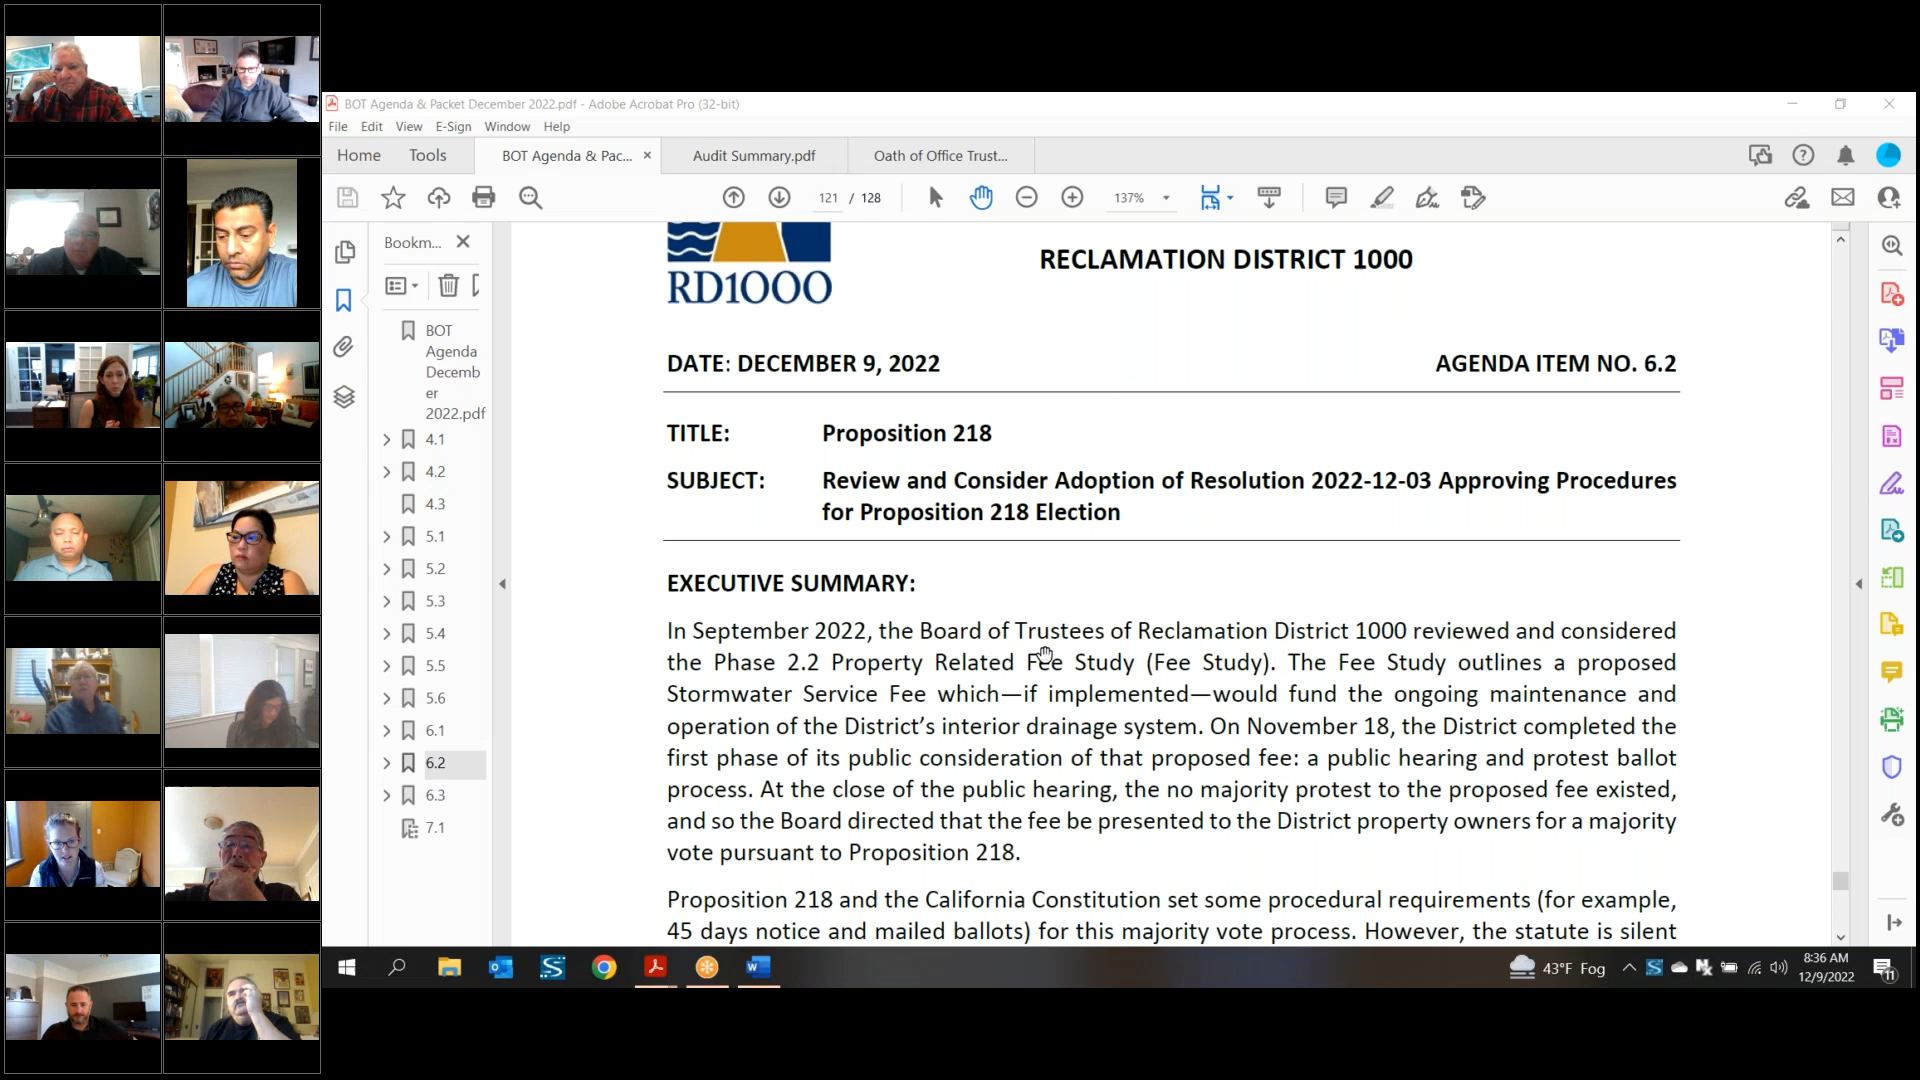 BOT Agenda & Packet December 2022.pdf - Adobe Acrobat Pro (32-bit)
File Edit View E-Sign Window Help
Home Tools BOT Agenda & Pac... × Audit Summary.pdf Oath of Office Trust...
121 / 128 137%
Bookm...
BOT
Agenda
Decemb
er
2022.pdf
4.1
4.2
4.3
5.1
5.2
5.3
5.4
5.5
5.6
6.1
6.2
6.3
7.1
RD1000
RECLAMATION DISTRICT 1000
DATE: DECEMBER 9, 2022 AGENDA ITEM NO. 6.2
TITLE: Proposition 218
SUBJECT: Review and Consider Adoption of Resolution 2022-12-03 Approving Procedures
for Proposition 218 Election
EXECUTIVE SUMMARY:
In September 2022, the Board of Trustees of Reclamation District 1000 reviewed and considered
the Phase 2.2 Property Related Fee Study (Fee Study). The Fee Study outlines a proposed
Stormwater Service Fee which—if implemented—would fund the ongoing maintenance and
operation of the District’s interior drainage system. On November 18, the District completed the
first phase of its public consideration of that proposed fee: a public hearing and protest ballot
process. At the close of the public hearing, the no majority protest to the proposed fee existed,
and so the Board directed that the fee be presented to the District property owners for a majority
vote pursuant to Proposition 218.
Proposition 218 and the California Constitution set some procedural requirements (for example,
45 days notice and mailed ballots) for this majority vote process. However, the statute is silent
43°F Fog
8:36 AM
12/9/2022
11